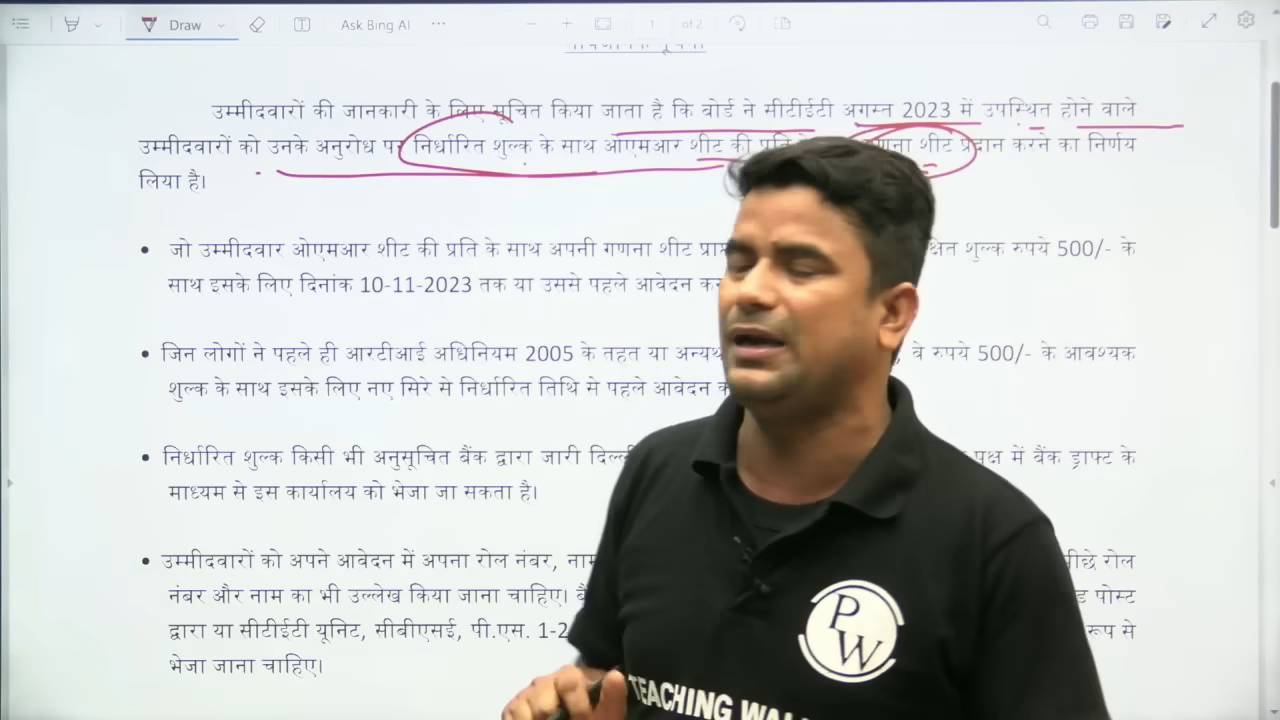 Draw
Ask Bing AI
1 of 2
उम्मीदवारों की जानकारी के लिए सूचित किया जाता है कि बोर्ड ने सीटीईटी अगस्त 2023 में उपस्थित होने वाले
उम्मीदवारों को उनके अनुरोध पर निर्धारित शुल्क के साथ ओएमआर शीट की प्रति गणना शीट प्रदान करने का निर्णय
लिया है।
• जो उम्मीदवार ओएमआर शीट की प्रति के साथ अपनी गणना शीट शुल्क रुपये 500/- के
साथ इसके लिए दिनांक 10-11-2023 तक या उससे पहले आवेदन
• जिन लोगों ने पहले ही आरटीआई अधिनियम 2005 के तहत या वे रुपये 500/- के आवश्यक
शुल्क के साथ इसके लिए नए सिरे से निर्धारित तिथि से पहले आवेदन
• निर्धारित शुल्क किसी भी अनुसूचित बैंक द्वारा जारी पक्ष में बैंक ड्राफ्ट के
माध्यम से इस कार्यालय को भेजा जा सकता है।
• उम्मीदवारों को अपने आवेदन में अपना रोल नंबर, रोल
नंबर और नाम का भी उल्लेख किया जाना चाहिए। पोस्ट
द्वारा या सीटीईटी यूनिट, सीबीएसई, पी.एस. 1-2 रूप से
भेजा जाना चाहिए।
PW
TEACHING